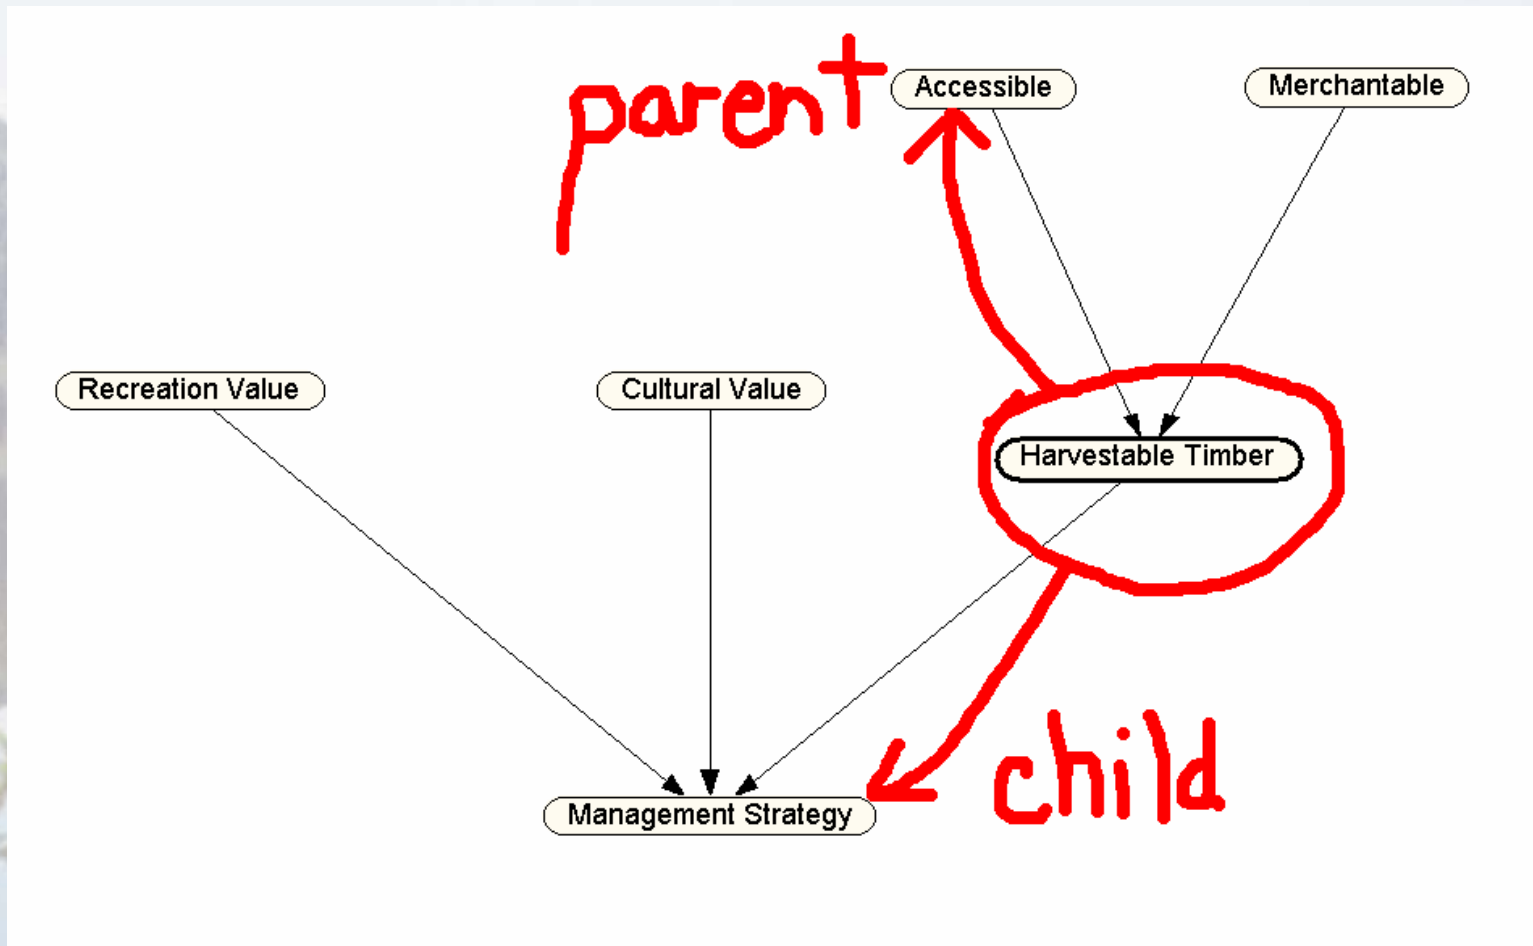 parent
Accessible
Merchantable
Recreation Value
Cultural Value
Harvestable Timber
Management Strategy
child